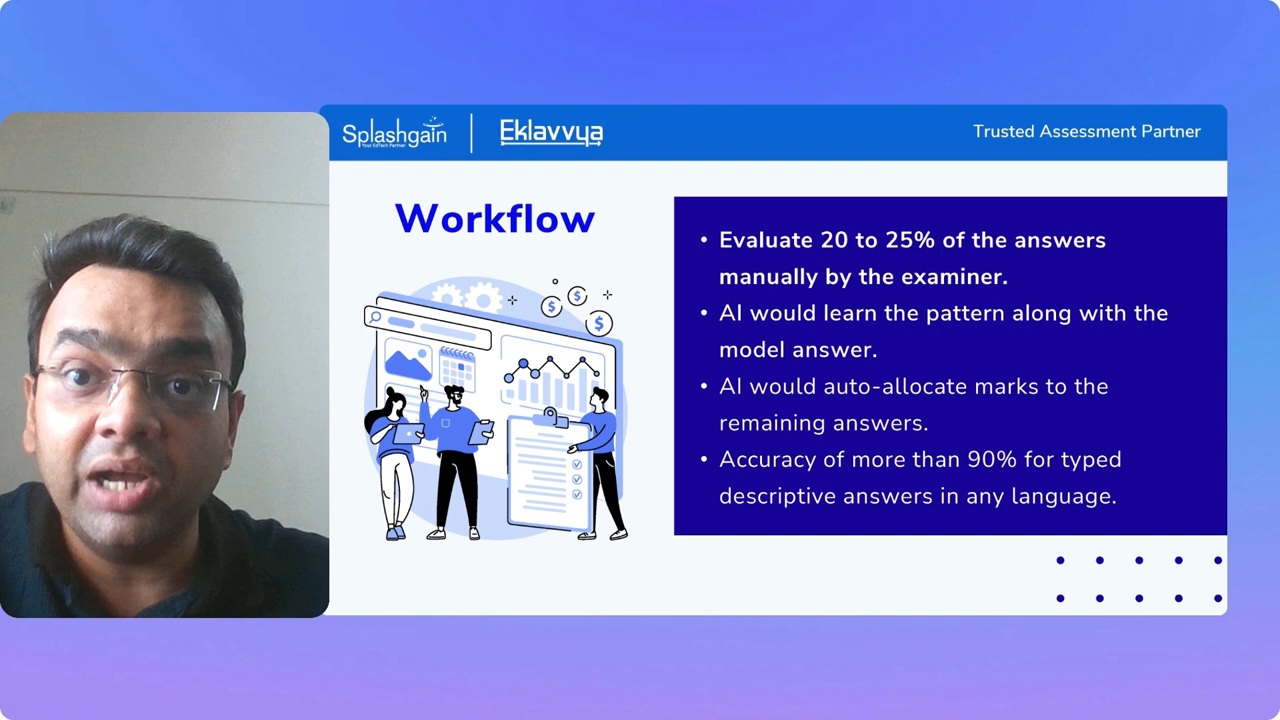 Splashgain
Your EdTech Partner
Eklavvya
Trusted Assessment Partner
Workflow
• Evaluate 20 to 25% of the answers
manually by the examiner.
• AI would learn the pattern along with the
model answer.
• AI would auto-allocate marks to the
remaining answers.
• Accuracy of more than 90% for typed
descriptive answers in any language.
$
$
$